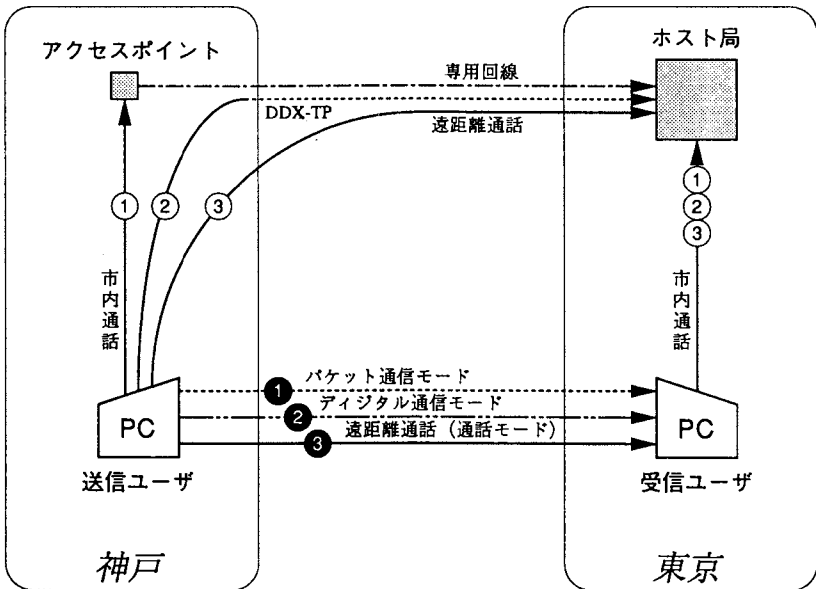 アクセスポイント
ホスト局
専用回線
DDX-TP
遠距離通話
①
②
③
①
②
③
市内通話
市内通話
❶
パケット通信モード
❷
ディジタル通信モード
❸
遠距離通話（通話モード）
PC
PC
送信ユーザ
受信ユーザ
神戸
東京